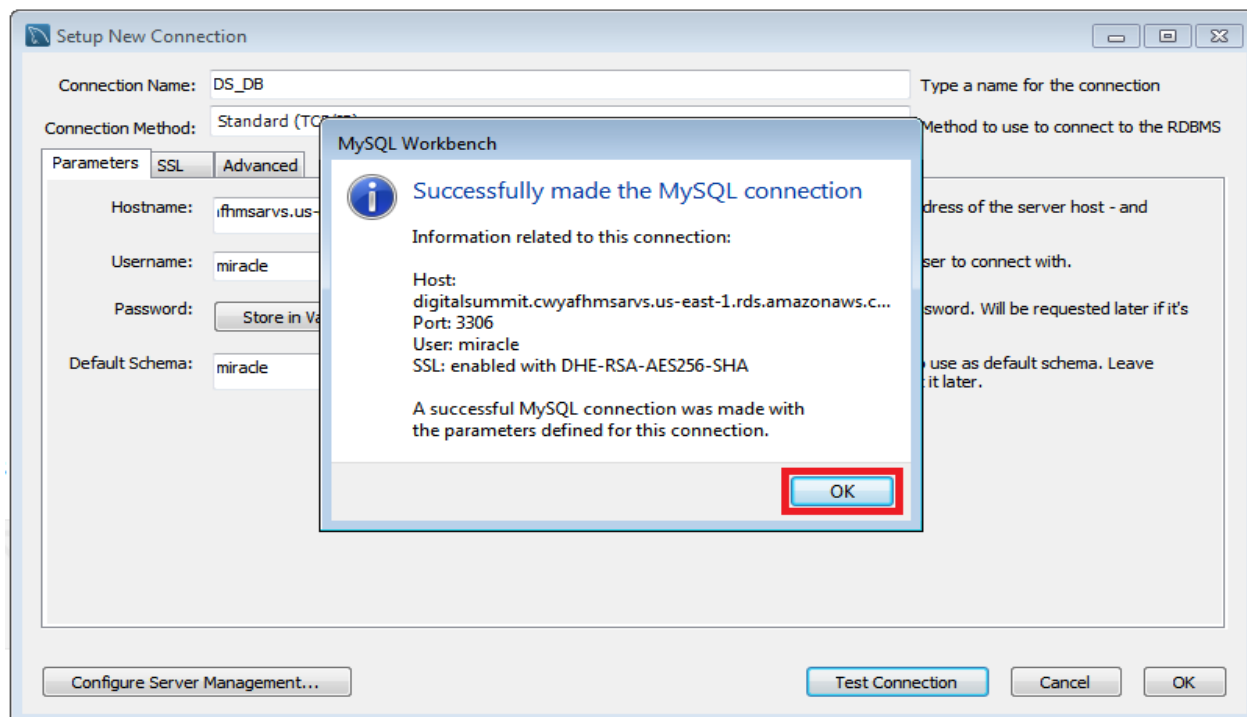 Setup New Connection
Connection Name: DS_DB Type a name for the connection
Connection Method: Standard Method to use to connect to the RDBMS
Parameters SSL Advanced
MySQL Workbench
Successfully made the MySQL connection
Information related to this connection:
Host:
digitalsummit.cwyafhmsarvs.us-east-1.rds.amazonaws.c...
Port: 3306
User: miracle
SSL: enabled with DHE-RSA-AES256-SHA
A successful MySQL connection was made with
the parameters defined for this connection.
OK
Hostname: fhmsarvs.us- dress of the server host - and
Username: miracle ser to connect with.
Password: Store in Va sword. Will be requested later if it's
Default Schema: miracle use as default schema. Leave
it later.
Configure Server Management... Test Connection Cancel OK